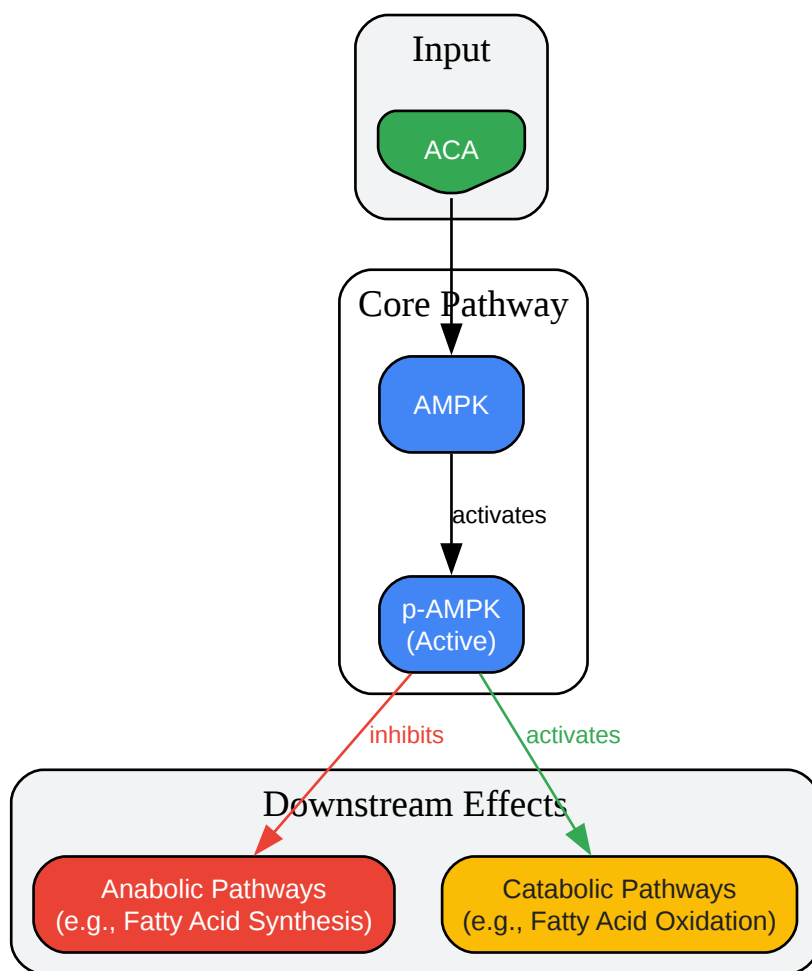 Input
ACA
Core Pathway
AMPK
activates
p-AMPK
(Active)
inhibits
activates
Downstream Effects
Anabolic Pathways
(e.g., Fatty Acid Synthesis)
Catabolic Pathways
(e.g., Fatty Acid Oxidation)